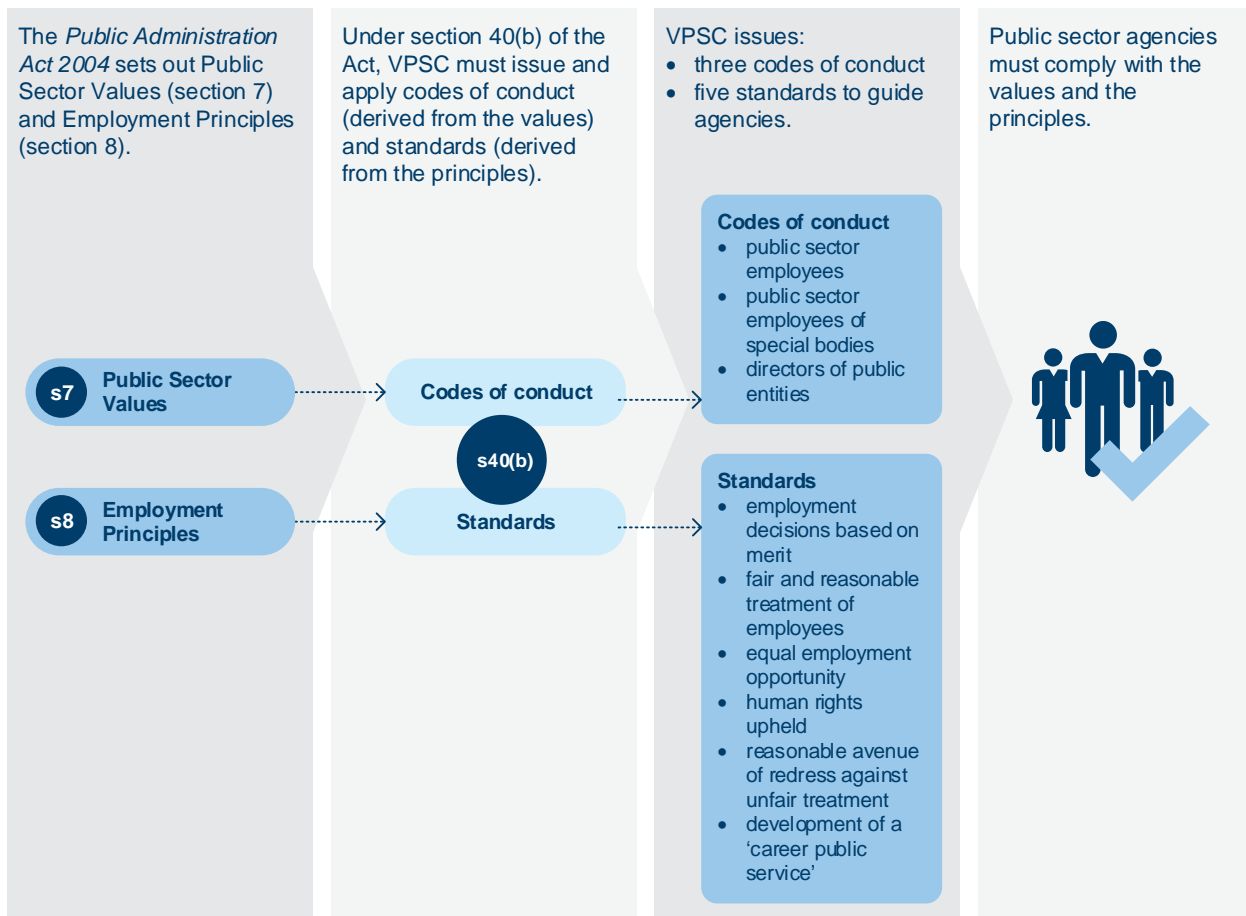 The Public Administration
Act 2004 sets out Public
Sector Values (section 7)
and Employment Principles
(section 8).
Under section 40(b) of the
Act, VPSC must issue and
apply codes of conduct
(derived from the values)
and standards (derived
from the principles).
VPSC issues:
• three codes of conduct
• five standards to guide
agencies.
Public sector agencies
must comply with the
values and the
principles.
s7
Public Sector
Values
s8
Employment
Principles
Codes of conduct
s40(b)
Standards
Codes of conduct
• public sector
employees
• public sector
employees of
special bodies
• directors of public
entities
Standards
• employment
decisions based on
merit
• fair and reasonable
treatment of
employees
• equal employment
opportunity
• human rights
upheld
• reasonable avenue
of redress against
unfair treatment
• development of a
‘career public
service’